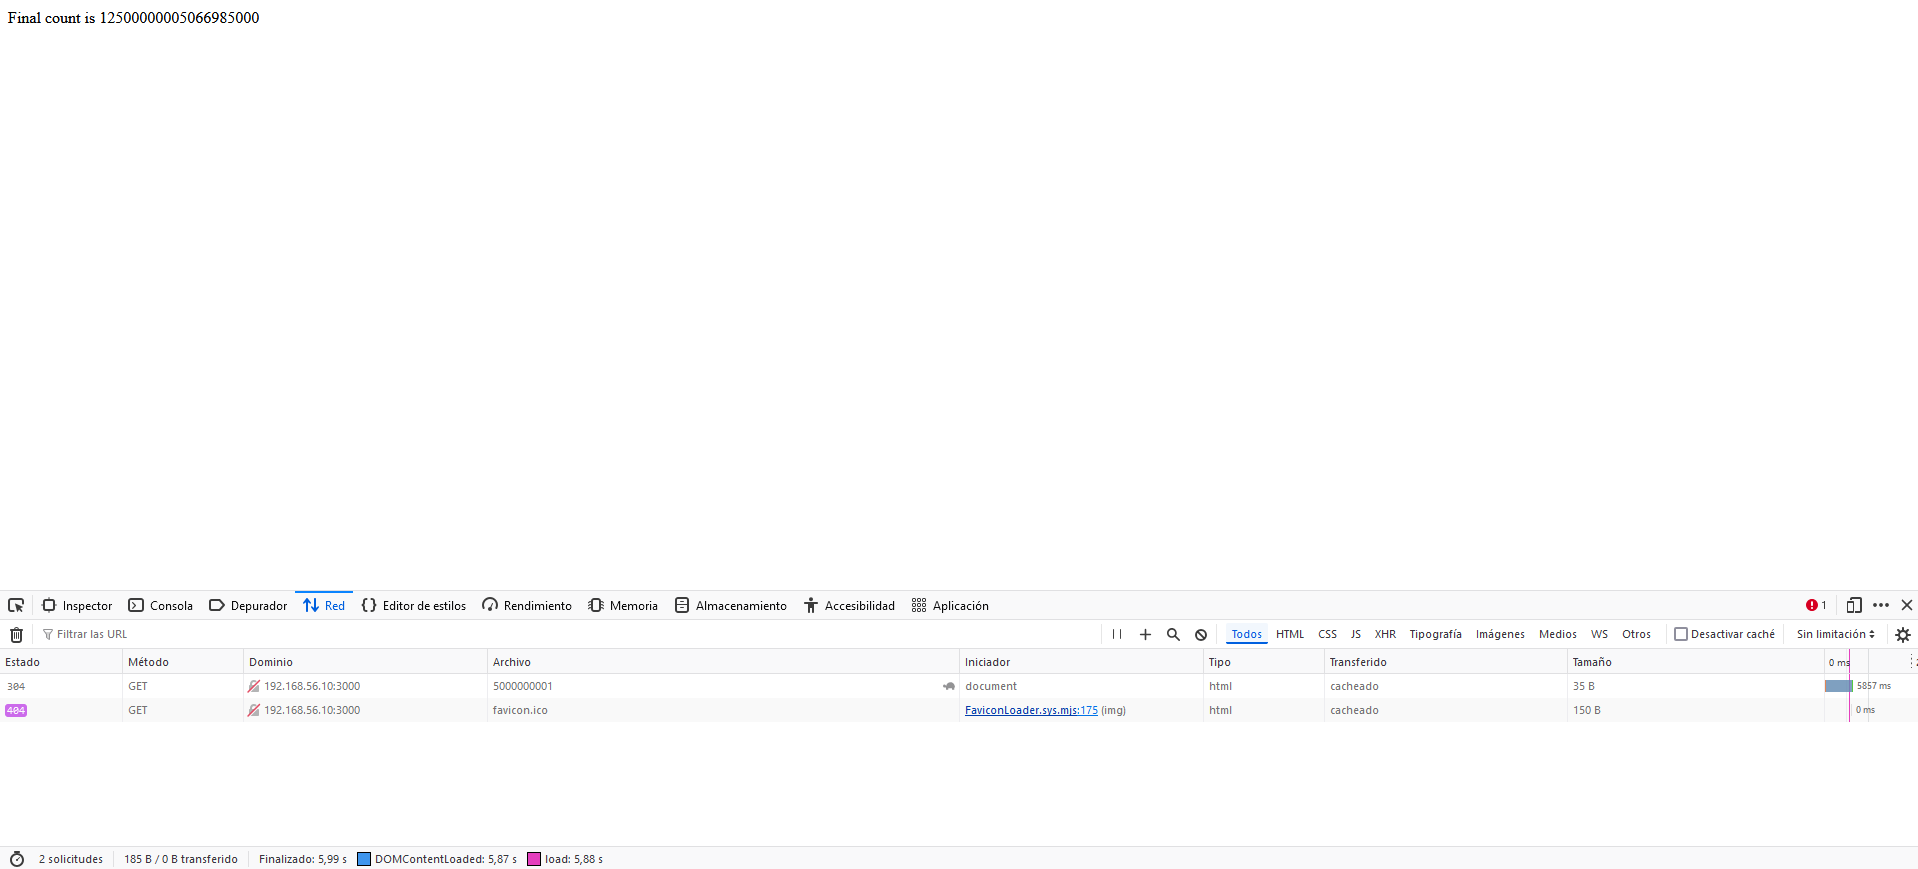 Final count is 12500000005066985000
Inspector Consola Depurador Red Editor de estilos Rendimiento Memoria Almacenamiento Accesibilidad Aplicación 1
Filtrar las URL Todos HTML CSS JS XHR Tipografía Imágenes Medios WS Otros Desactivar caché Sin limitación
Estado Método Dominio Archivo Iniciador Tipo Transferido Tamaño 0 ms
304 GET 192.168.56.10:3000 5000000001 document html cacheado 35 B 5857 ms
404 GET 192.168.56.10:3000 favicon.ico FaviconLoader.sys.mjs:175 (img) html cacheado 150 B 0 ms
2 solicitudes 185 B / 0 B transferido Finalizado: 5,99 s DOMContentLoaded: 5,87 s load: 5,88 s